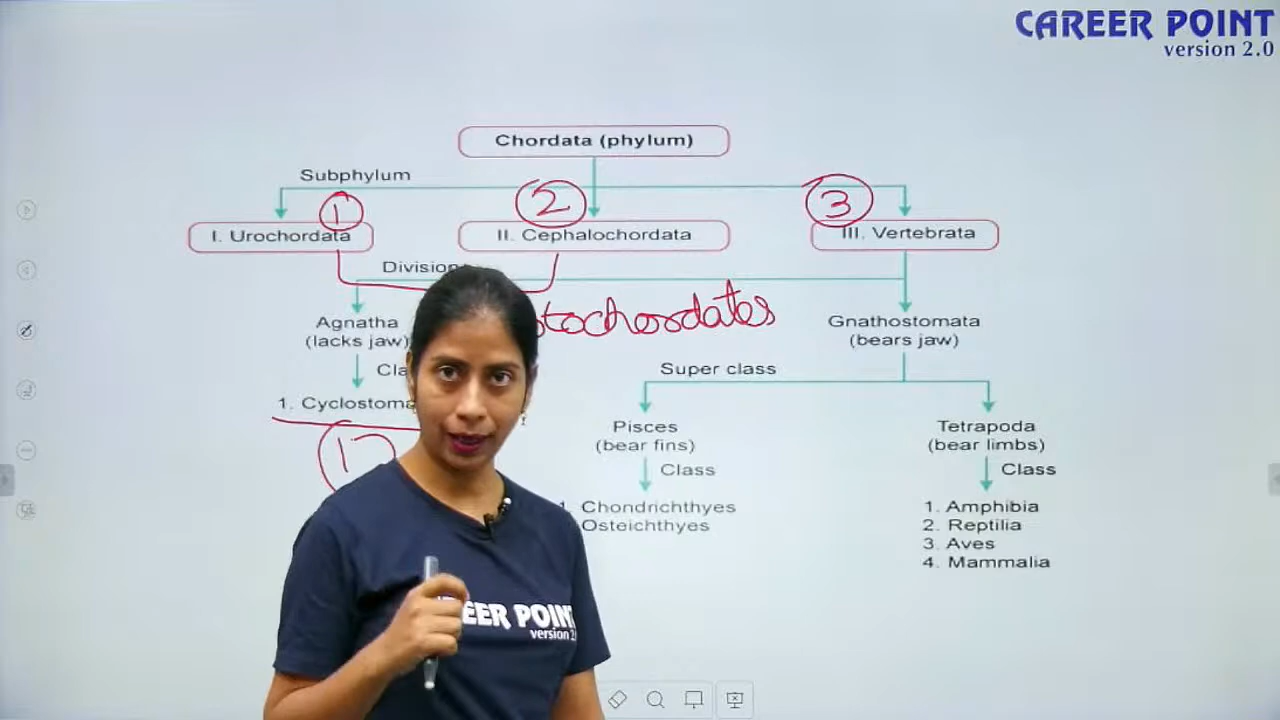 CAREER POINT
version 2.0
Chordata (phylum)
Subphylum
1 2 3
I. Urochordata II. Cephalochordata III. Vertebrata
Division
tochordates
Agnatha
(lacks jaw)
Gnathostomata
(bears jaw)
Super class
1. Cyclostoma
1
Pisces
(bear fins)
Tetrapoda
(bear limbs)
Class Class
Chondrichthyes
Osteichthyes
1. Amphibia
2. Reptilia
3. Aves
4. Mammalia
EER POINT
version 2